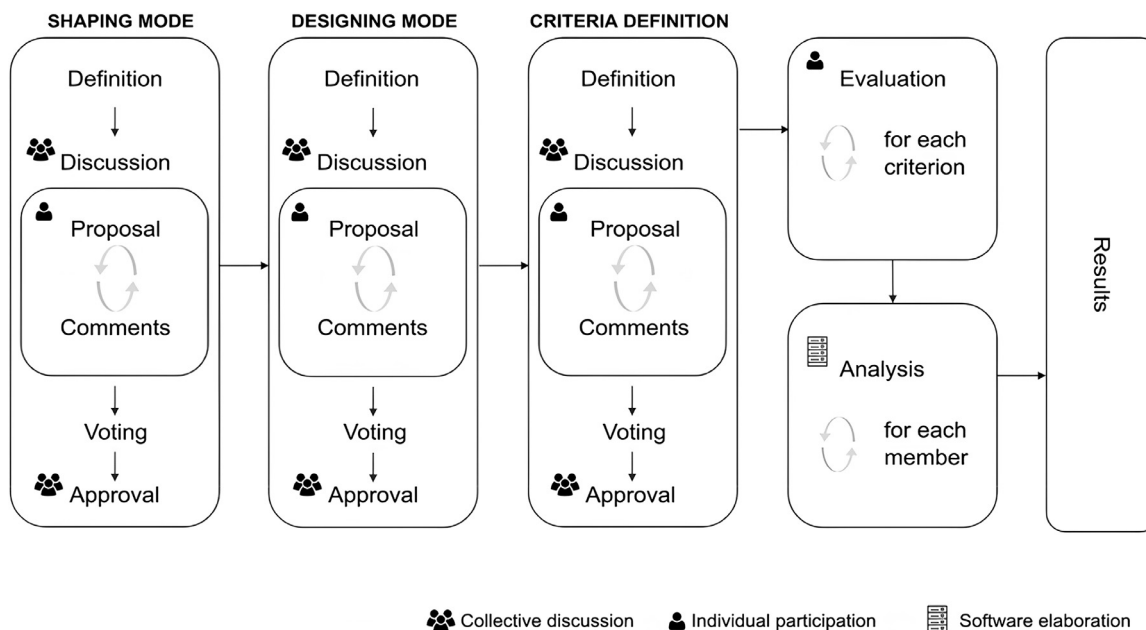 SHAPING MODE
Definition
Discussion
Proposal
Comments
Voting
Approval
DESIGNING MODE
Definition
Discussion
Proposal
Comments
Voting
Approval
CRITERIA DEFINITION
Definition
Discussion
Proposal
Comments
Voting
Approval
Evaluation
for each
criterion
Analysis
for each
member
Results
Collective discussion
Individual participation
Software elaboration